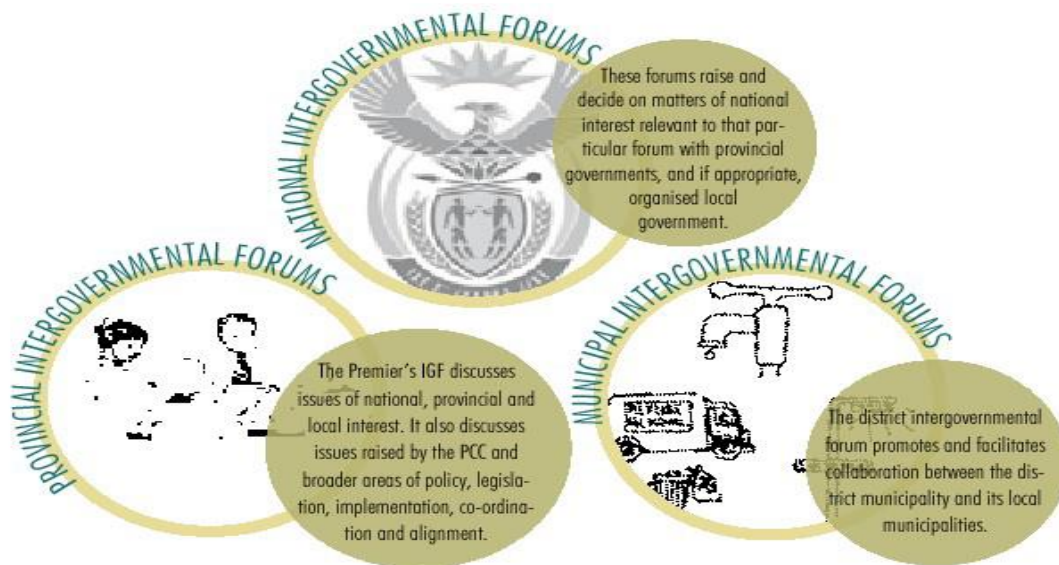 NATIONAL INTERGOVERNMENTAL FORUMS
These forums raise and
decide on matters of national
interest relevant to that par-
ticular forum with provincial
governments, and if appropriate,
organised local
government.
PROVINCIAL INTERGOVERNMENTAL FORUMS
The Premier's IGF discusses
issues of national, provincial and
local interest. It also discusses
issues raised by the PCC and
broader areas of policy, legisla-
tion, implementation, co-ordina-
tion and alignment.
MUNICIPAL INTERGOVERNMENTAL FORUMS
The district intergovernmental
forum promotes and facilitates
collaboration between the dis-
trict municipality and its local
municipalities.